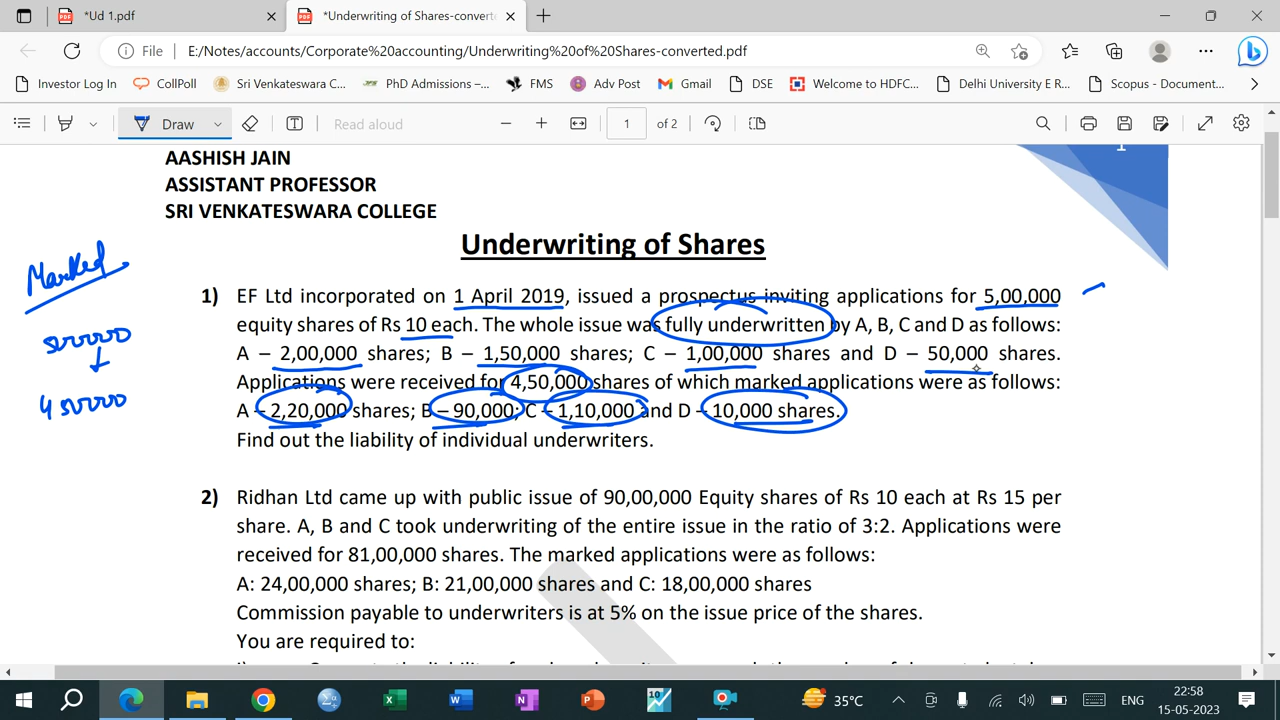 *Ud 1.pdf
*Underwriting of Shares-converte
File E:/Notes/accounts/Corporate%20accounting/Underwriting%20of%20Shares-converted.pdf
Investor Log In CollPoll Sri Venkateswara C... PhD Admissions –... FMS Adv Post Gmail DSE Welcome to HDFC... Delhi University E R... Scopus - Document...
Draw Read aloud 1 of 2
1
AASHISH JAIN
ASSISTANT PROFESSOR
SRI VENKATESWARA COLLEGE
Underwriting of Shares
Marked
500000
450000
1) EF Ltd incorporated on 1 April 2019, issued a prospectus inviting applications for 5,00,000
equity shares of Rs 10 each. The whole issue was fully underwritten by A, B, C and D as follows:
A – 2,00,000 shares; B – 1,50,000 shares; C – 1,00,000 shares and D – 50,000 shares.
Applications were received for 4,50,000 shares of which marked applications were as follows:
A – 2,20,000 shares; B – 90,000; C – 1,10,000 and D – 10,000 shares.
Find out the liability of individual underwriters.
2) Ridhan Ltd came up with public issue of 90,00,000 Equity shares of Rs 10 each at Rs 15 per
share. A, B and C took underwriting of the entire issue in the ratio of 3:2. Applications were
received for 81,00,000 shares. The marked applications were as follows:
A: 24,00,000 shares; B: 21,00,000 shares and C: 18,00,000 shares
Commission payable to underwriters is at 5% on the issue price of the shares.
You are required to:
35°C ENG 22:58
15-05-2023